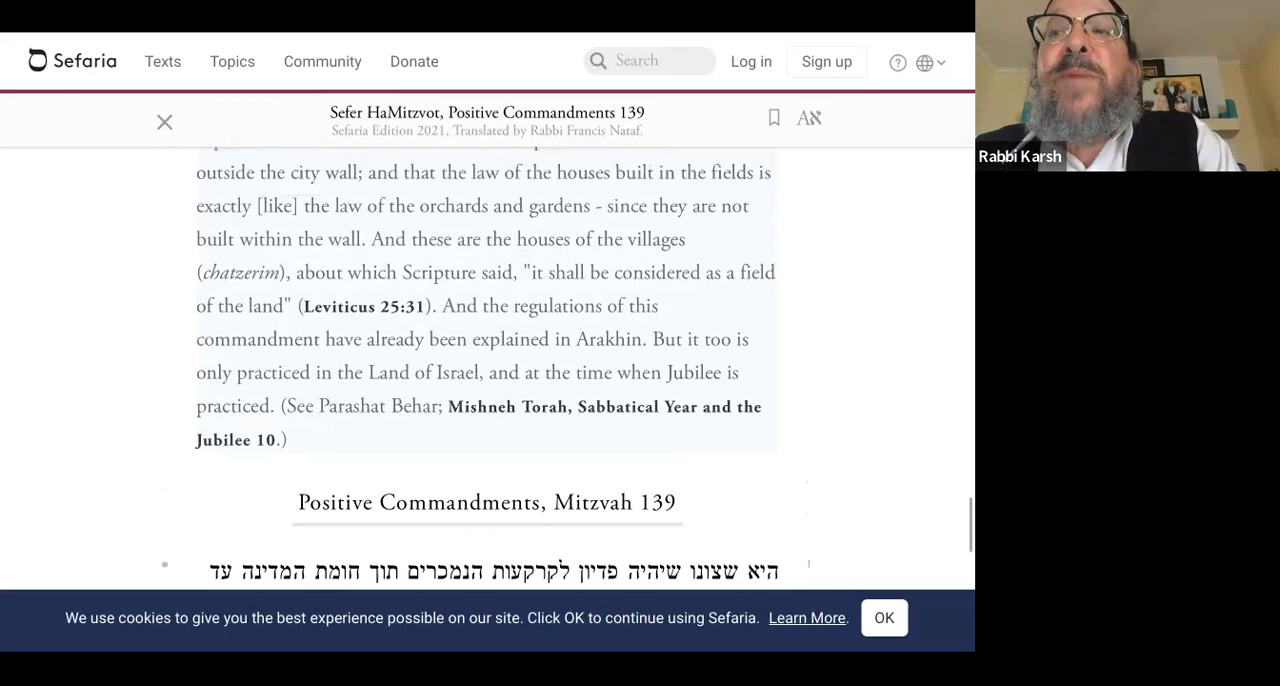 Sefaria
Texts
Topics
Community
Donate
Search
Log in
Sign up
Sefer HaMitzvot, Positive Commandments 139
Sefaria Edition 2021, Translated by Rabbi Francis Nataf.
Aא
Rabbi Karsh
outside the city wall; and that the law of the houses built in the fields is
exactly [like] the law of the orchards and gardens - since they are not
built within the wall. And these are the houses of the villages
(chatzerim), about which Scripture said, "it shall be considered as a field
of the land" (Leviticus 25:31). And the regulations of this
commandment have already been explained in Arakhin. But it too is
only practiced in the Land of Israel, and at the time when Jubilee is
practiced. (See Parashat Behar; Mishneh Torah, Sabbatical Year and the
Jubilee 10.)
Positive Commandments, Mitzvah 139
1
היא שצונו שיהיה פדיון לקרקעות הנמכרים תוך חומת המדינה עד
We use cookies to give you the best experience possible on our site. Click OK to continue using Sefaria. Learn More.
OK